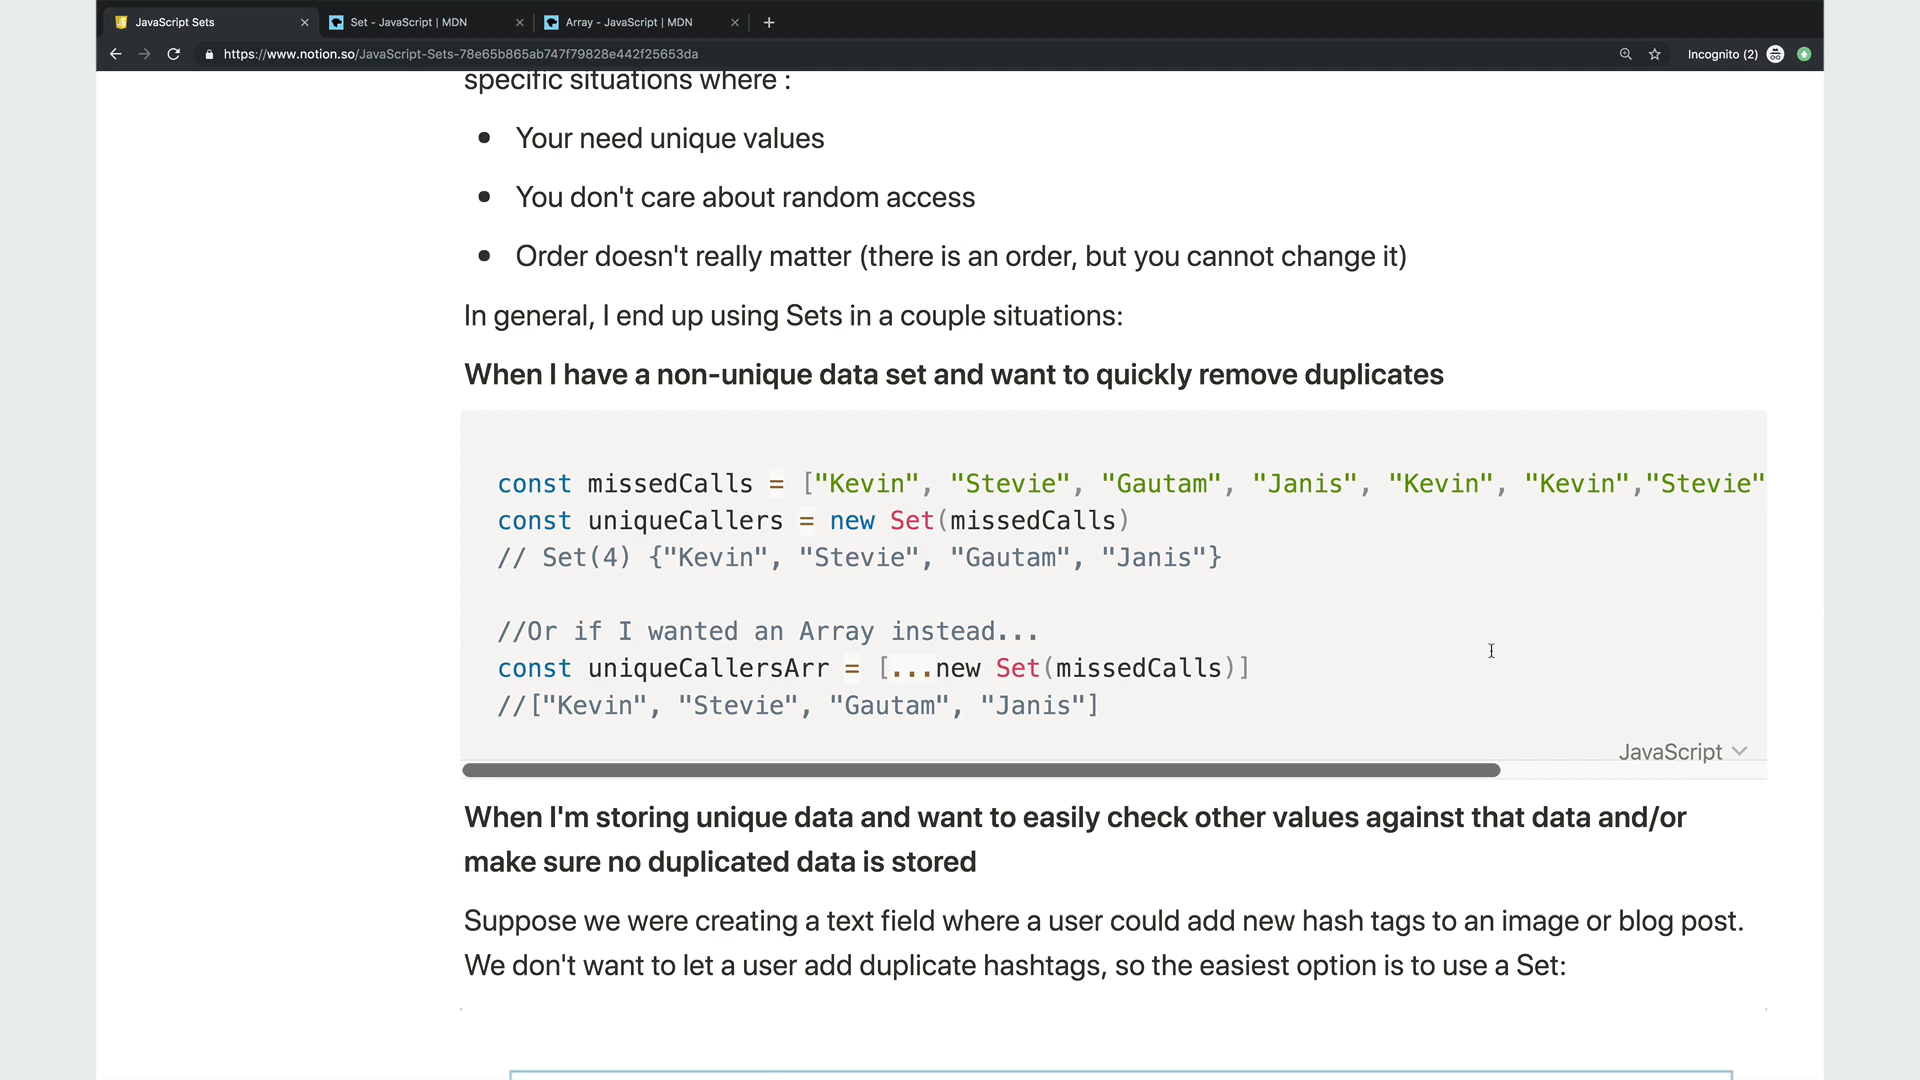 JavaScript Sets
Set - JavaScript | MDN
Array - JavaScript | MDN
https://www.notion.so/JavaScript-Sets-78e65b865ab747f79828e442f25653da
Incognito (2)
specific situations where :
• Your need unique values
• You don't care about random access
• Order doesn't really matter (there is an order, but you cannot change it)
In general, I end up using Sets in a couple situations:
When I have a non-unique data set and want to quickly remove duplicates
const missedCalls = ["Kevin", "Stevie", "Gautam", "Janis", "Kevin", "Kevin","Stevie"
const uniqueCallers = new Set(missedCalls)
// Set(4) {"Kevin", "Stevie", "Gautam", "Janis"}
//Or if I wanted an Array instead...
const uniqueCallersArr = [...new Set(missedCalls)]
//["Kevin", "Stevie", "Gautam", "Janis"]
JavaScript
When I'm storing unique data and want to easily check other values against that data and/or
make sure no duplicated data is stored
Suppose we were creating a text field where a user could add new hash tags to an image or blog post.
We don't want to let a user add duplicate hashtags, so the easiest option is to use a Set: